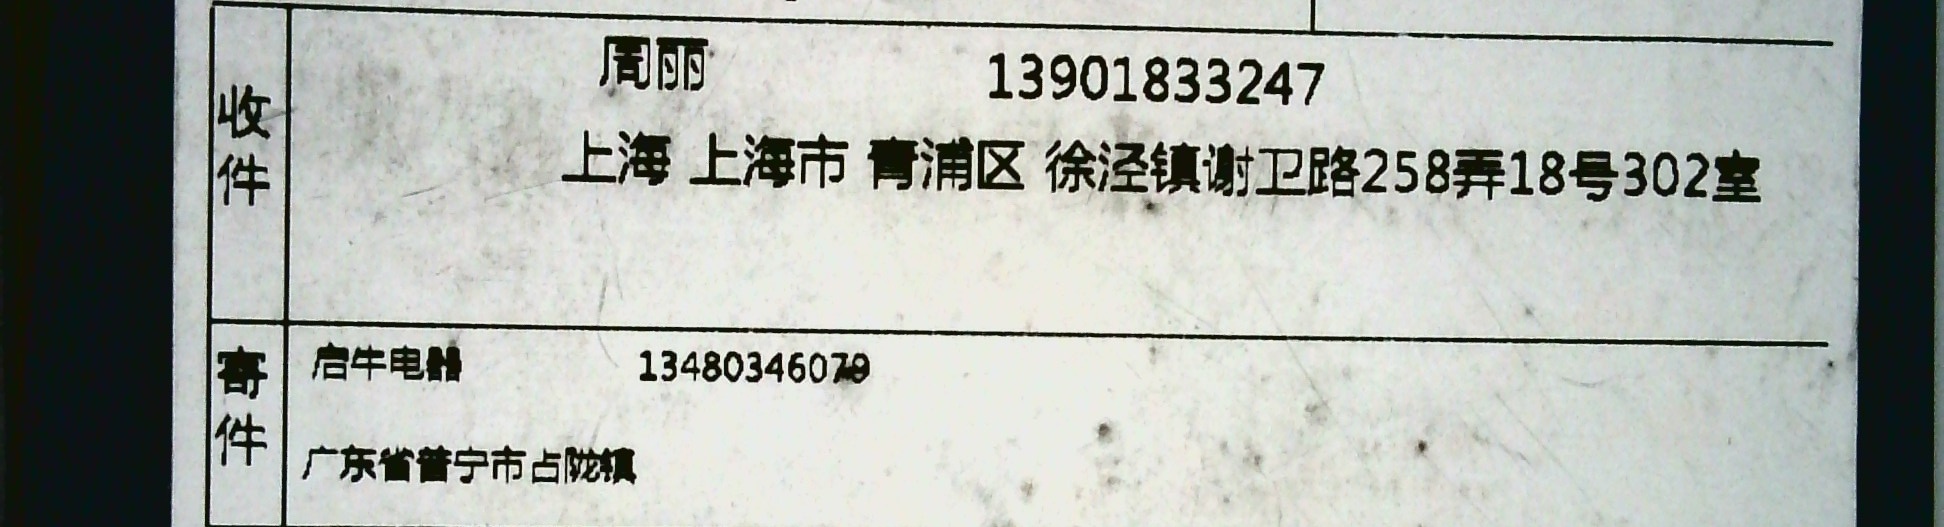 收件
周丽 13901833247
上海 上海市 青浦区 徐泾镇谢卫路258弄18号302室
寄件
启牛电器 13480346079
广东省普宁市占陇镇